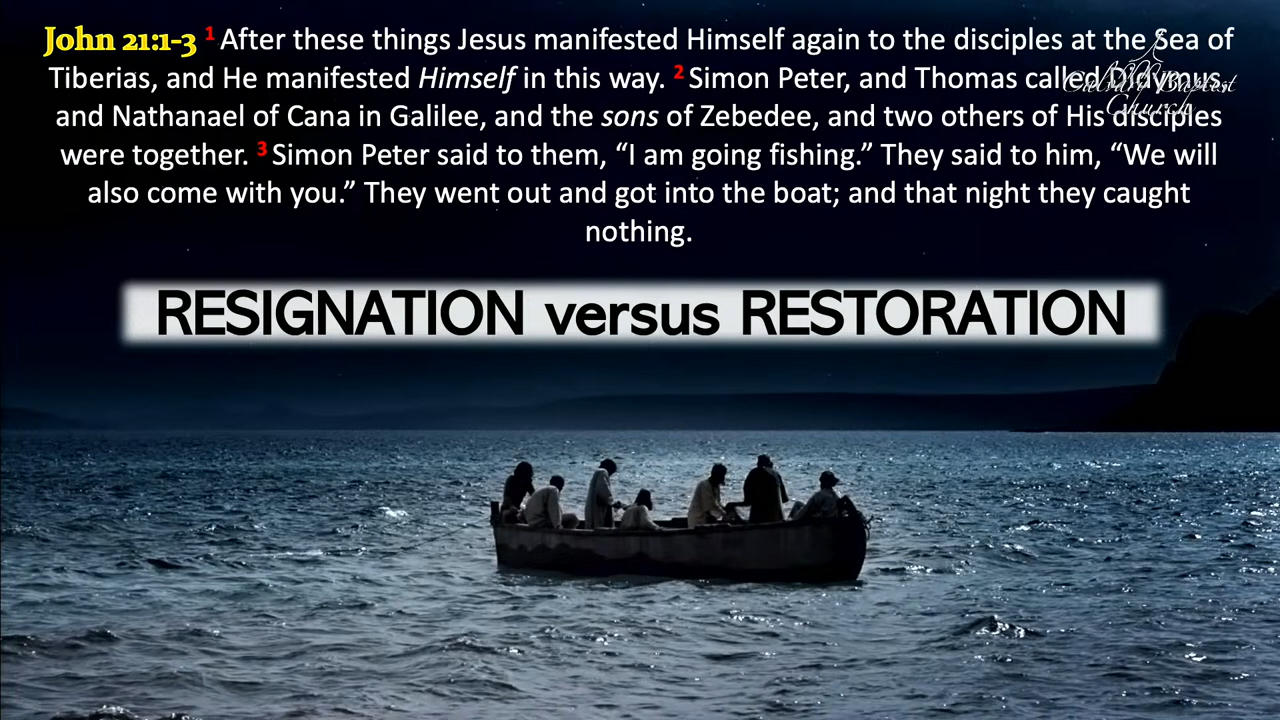 John 21:1-3 1 After these things Jesus manifested Himself again to the disciples at the Sea of
Tiberias, and He manifested Himself in this way. 2 Simon Peter, and Thomas called Didymus,
and Nathanael of Cana in Galilee, and the sons of Zebedee, and two others of His disciples
were together. 3 Simon Peter said to them, “I am going fishing.” They said to him, “We will
also come with you.” They went out and got into the boat; and that night they caught
nothing.
Calvary Baptist
Church
RESIGNATION versus RESTORATION